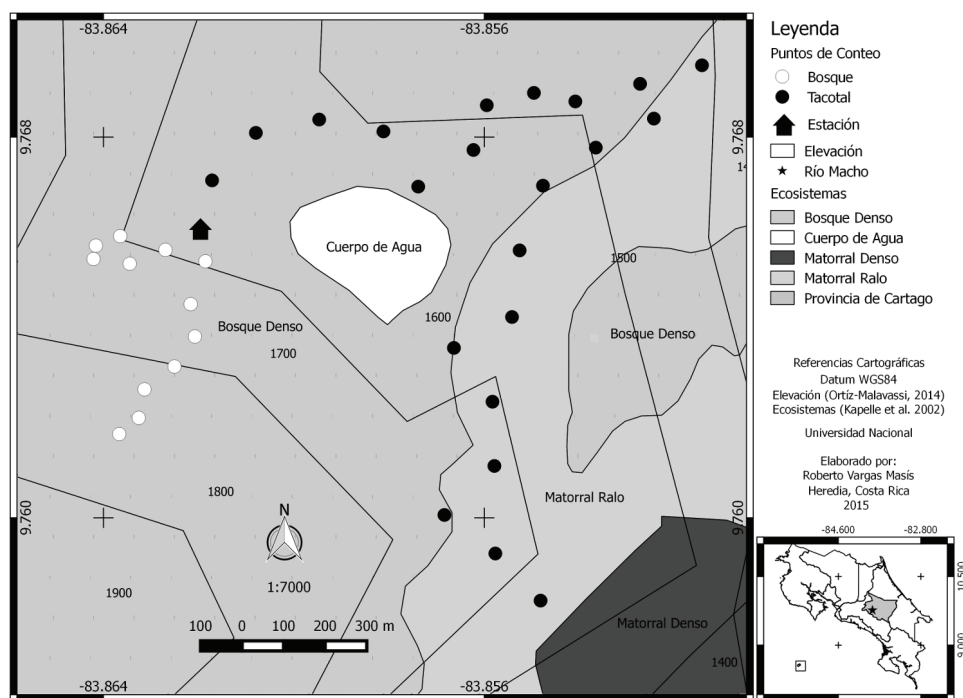 -83.864
-83.856
9.768
9.768
14
Cuerpo de Agua
1500
1600
Bosque Denso
Bosque Denso
1700
1800
Matorral Ralo
9.760
9.760
N
1:7000
1900
100 0 100 200 300 m
Matorral Denso
1400
-83.864
-83.856
Leyenda
Puntos de Conteo
Bosque
Tacotal
Estación
Elevación
Río Macho
Ecosistemas
Bosque Denso
Cuerpo de Agua
Matorral Denso
Matorral Ralo
Provincia de Cartago
Referencias Cartográficas
Datum WGS84
Elevación (Ortíz-Malavassi, 2014)
Ecosistemas (Kapelle et al. 2002)
Universidad Nacional
Elaborado por:
Roberto Vargas Masís
Heredia, Costa Rica
2015
-84.600
-82.800
10.500
9.000